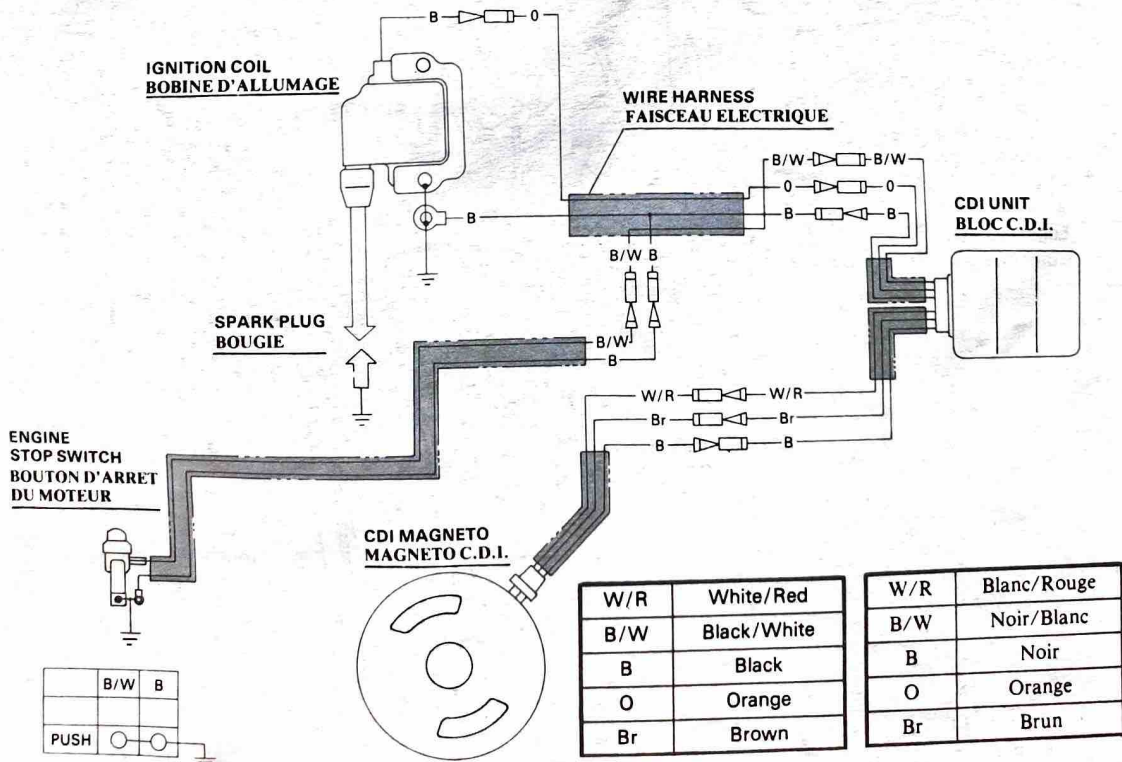 B O
IGNITION COIL
BOBINE D'ALLUMAGE
WIRE HARNESS
FAISCEAU ELECTRIQUE
B/W B/W
O O
B B
CDI UNIT
BLOC C.D.I.
B
B/W B
SPARK PLUG
BOUGIE
B/W
B
W/R W/R
Br Br
B B
ENGINE
STOP SWITCH
BOUTON D'ARRET
DU MOTEUR
CDI MAGNETO
MAGNETO C.D.I.
B/W B
PUSH
W/R White/Red
B/W Black/White
B Black
O Orange
Br Brown
W/R Blanc/Rouge
B/W Noir/Blanc
B Noir
O Orange
Br Brun